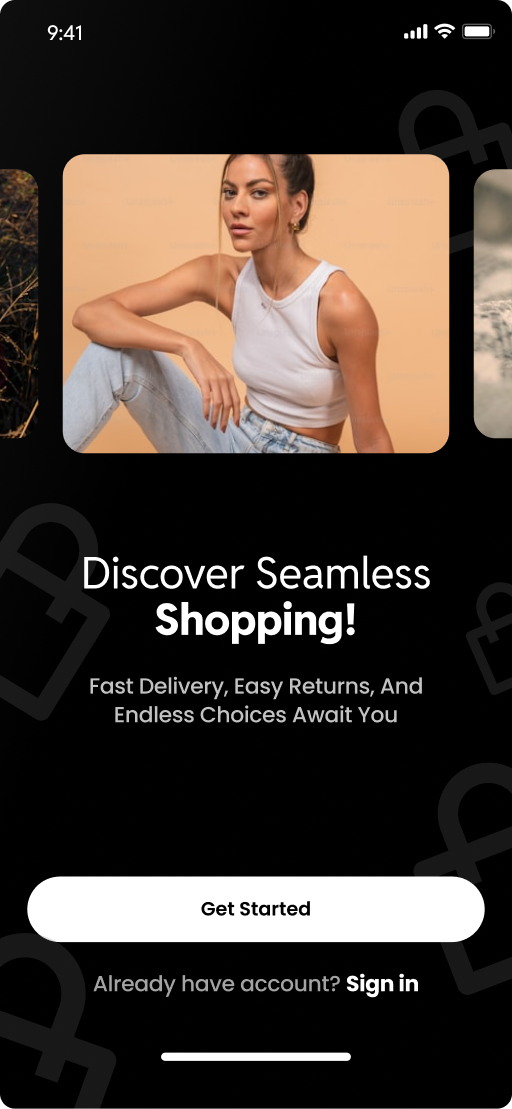 9:41
Discover Seamless
Shopping!
Fast Delivery, Easy Returns, And
Endless Choices Await You
Get Started
Already have account? Sign in